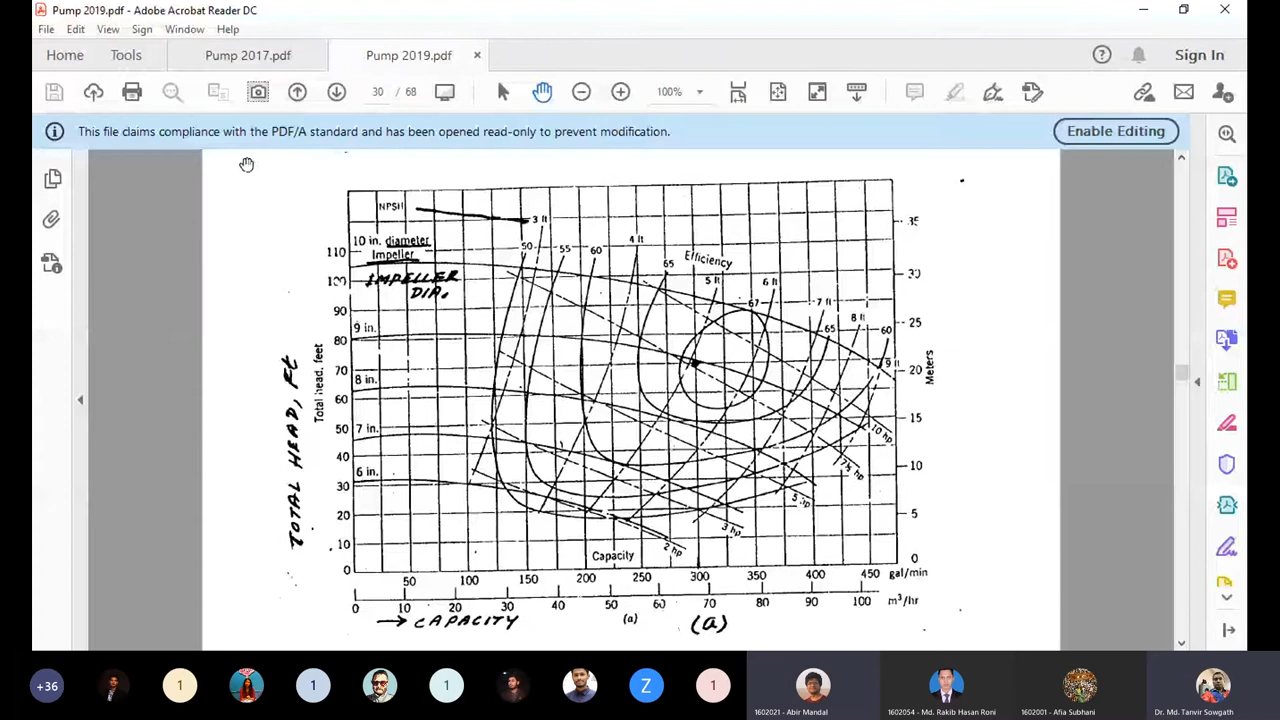 Pump 2019.pdf - Adobe Acrobat Reader DC
File Edit View Sign Window Help
Home Tools Pump 2017.pdf Pump 2019.pdf × Sign In
30 / 68 100%
This file claims compliance with the PDF/A standard and has been opened read-only to prevent modification. Enable Editing
NPSH 3 ft
10 in. diameter
Impeller
IMPELLER
DIA.
50 55 60 4 ft 65 Efficiency 5 ft 67 6 ft 7 ft 65 8 ft 60 9 ft
9 in.
8 in.
7 in.
6 in.
TOTAL HEAD, Ft
Total head, feet
110
100
90
80
70
60
50
40
30
20
10
0
35
30
25
20
15
10
5
0
Meters
10 hp
7½ hp
5 hp
3 hp
2 hp
Capacity
50 100 150 200 250 300 350 400 450 gal/min
0 10 20 30 40 50 60 70 80 90 100 m³/hr
→ CAPACITY (a) (a)
+36 1 1 1 Z 1
1602021 - Abir Mandal 1602054 - Md. Rakib Hasan Roni 1602001 - Afia Subhani Dr. Md. Tanvir Sowgath